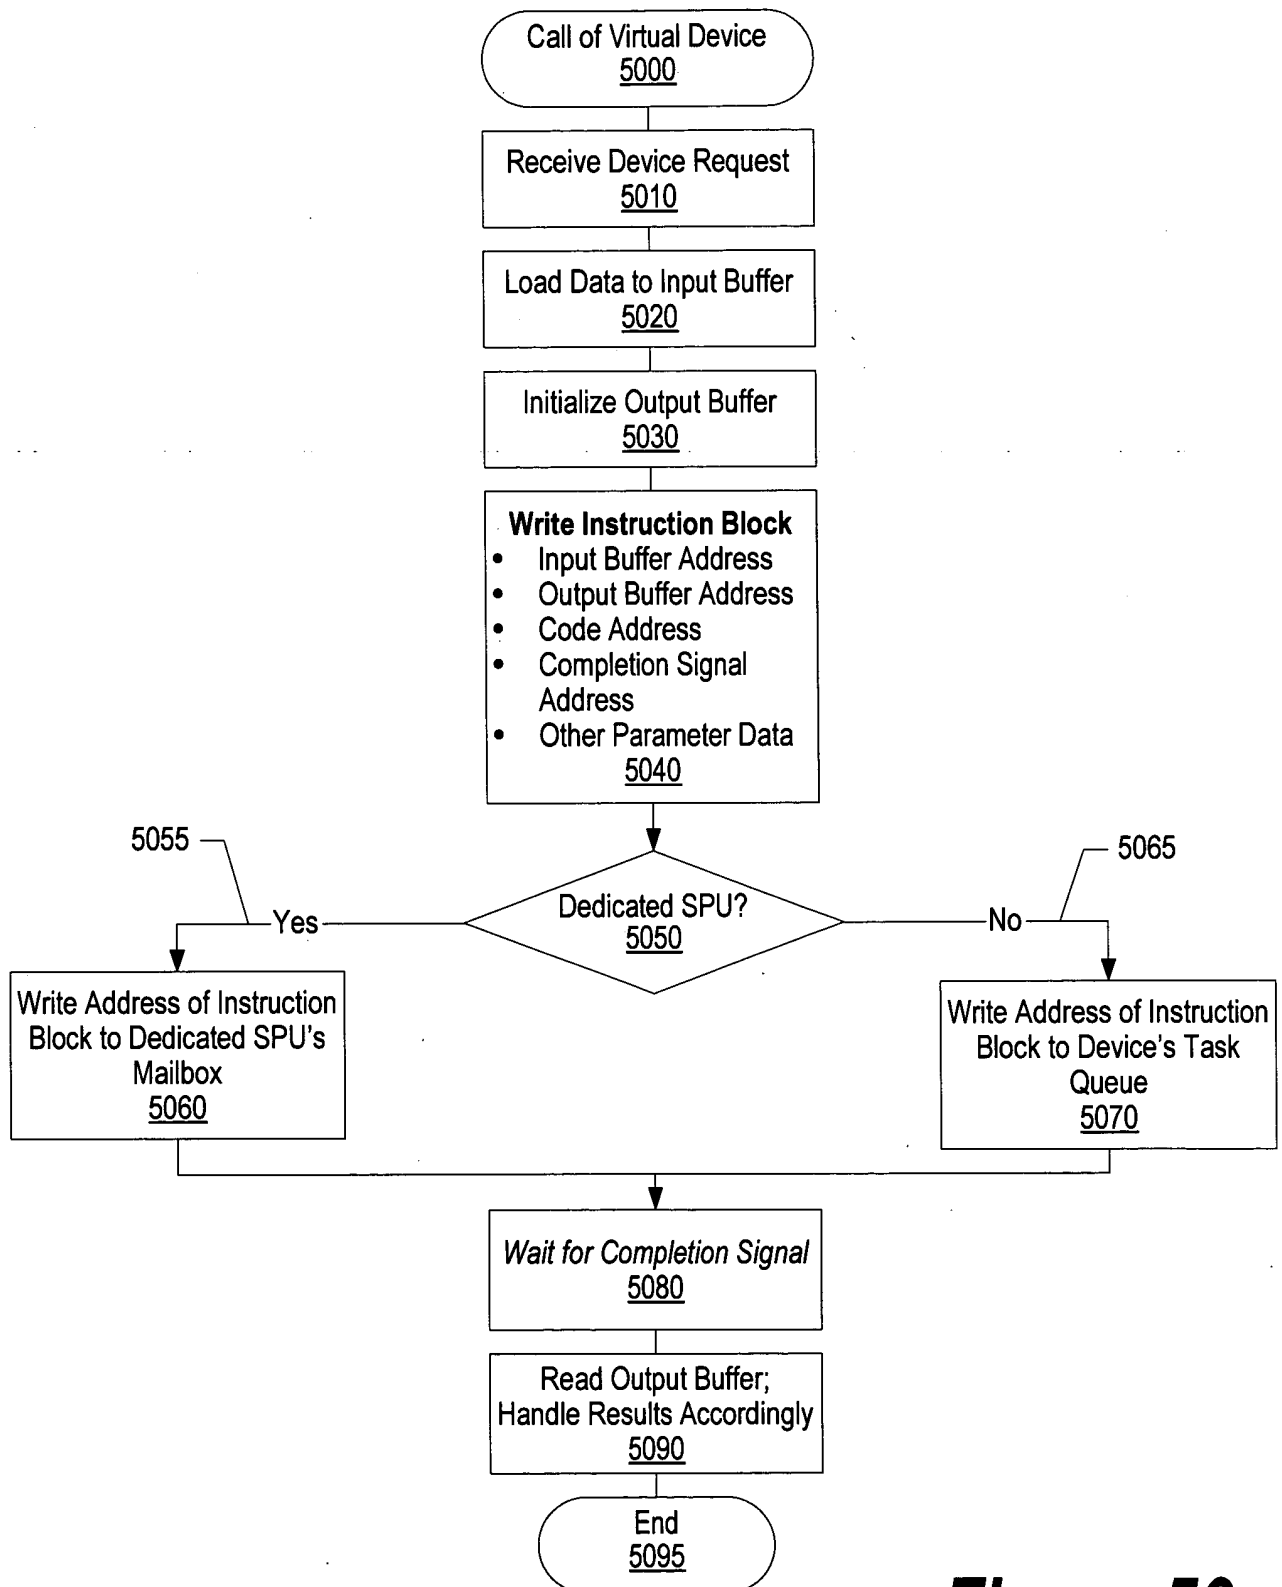 Call of Virtual Device
5000
Receive Device Request
5010
Load Data to Input Buffer
5020
Initialize Output Buffer
5030
Write Instruction Block
• Input Buffer Address
• Output Buffer Address
• Code Address
• Completion Signal
Address
• Other Parameter Data
5040
5055
5065
Dedicated SPU?
5050
Yes
No
Write Address of Instruction
Block to Dedicated SPU's
Mailbox
5060
Write Address of Instruction
Block to Device's Task
Queue
5070
Wait for Completion Signal
5080
Read Output Buffer;
Handle Results Accordingly
5090
End
5095